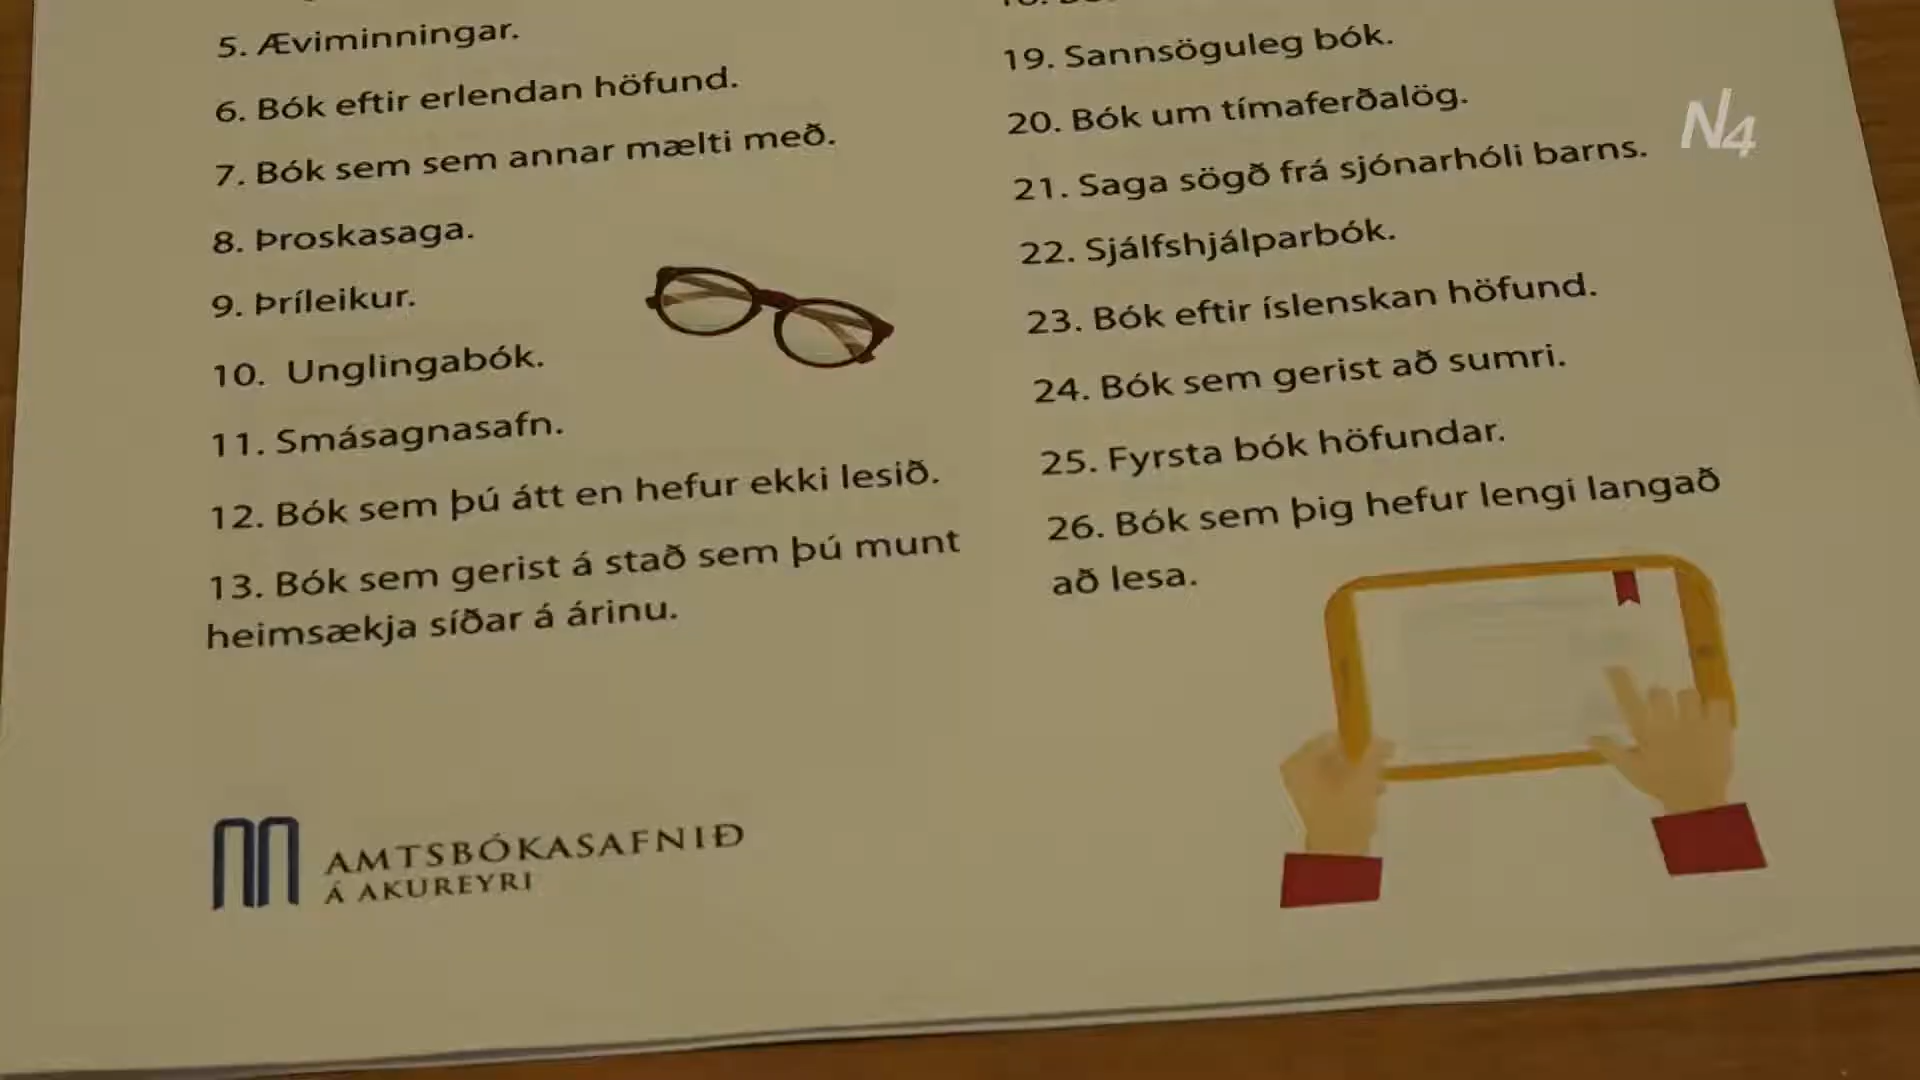 5. Æviminningar.
6. Bók eftir erlendan höfund.
7. Bók sem sem annar mælti með.
8. Þroskasaga.
9. Þríleikur.
10. Unglingabók.
11. Smásagnasafn.
12. Bók sem þú átt en hefur ekki lesið.
13. Bók sem gerist á stað sem þú munt
heimsækja síðar á árinu.
19. Sannsöguleg bók.
20. Bók um tímaferðalög.
21. Saga sögð frá sjónarhóli barns.
22. Sjálfshjálparbók.
23. Bók eftir íslenskan höfund.
24. Bók sem gerist að sumri.
25. Fyrsta bók höfundar.
26. Bók sem þig hefur lengi langað
að lesa.
AMTSBÓKASAFNIÐ
Á AKUREYRI
N4